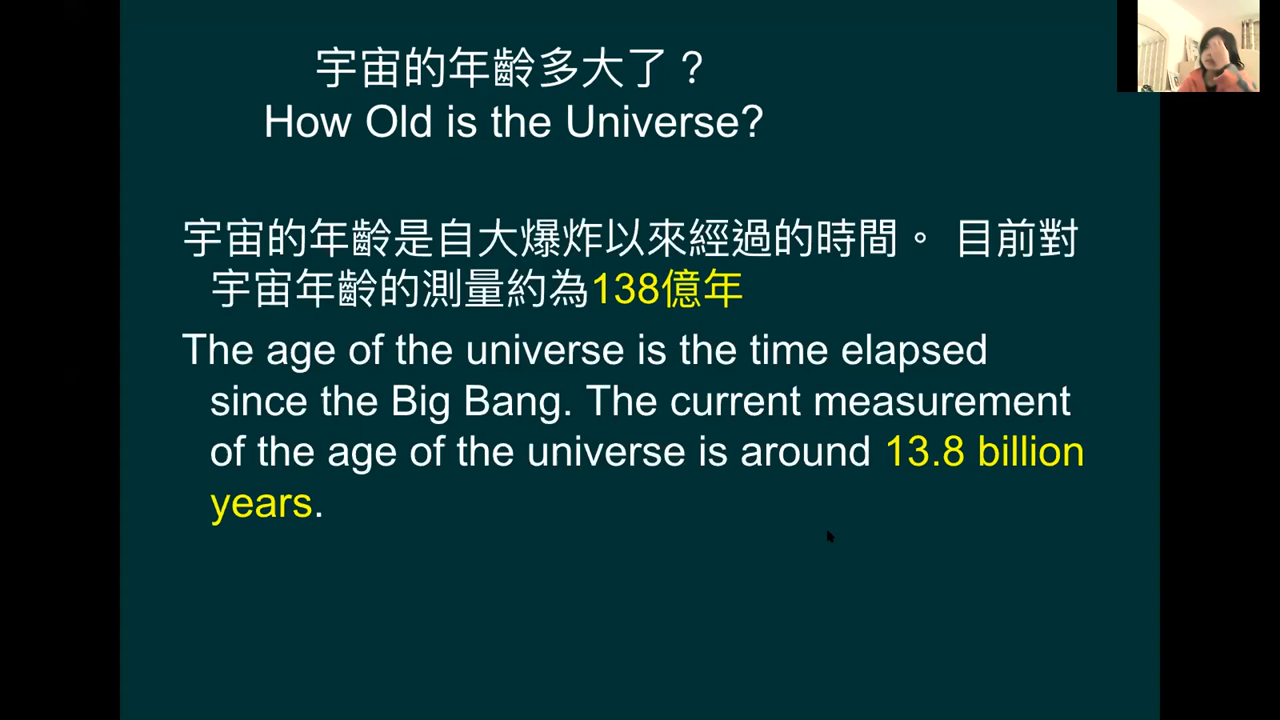 宇宙的年齡多大了？
How Old is the Universe?
宇宙的年齡是自大爆炸以來經過的時間。 目前對
宇宙年齡的測量約為138億年
The age of the universe is the time elapsed
since the Big Bang. The current measurement
of the age of the universe is around 13.8 billion
years.